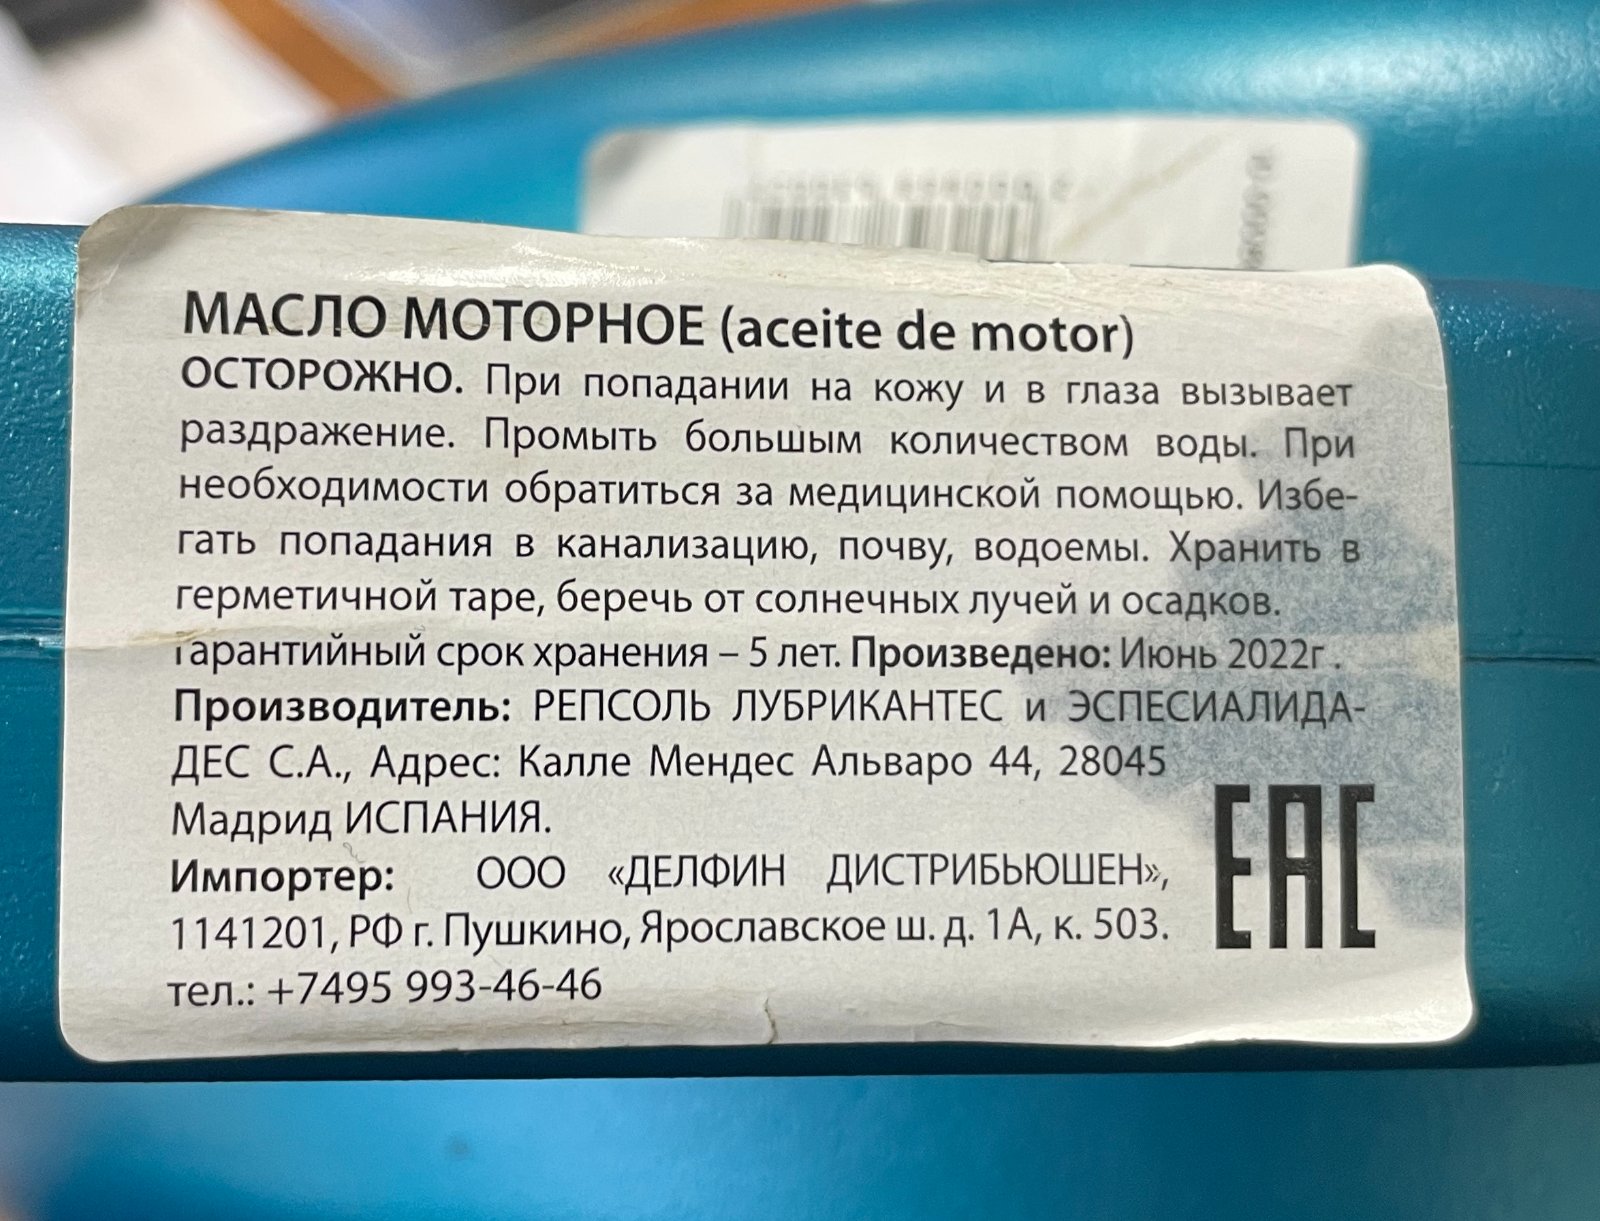 МАСЛО МОТОРНОЕ (aceite de motor)
ОСТОРОЖНО. При попадании на кожу и в глаза вызывает
раздражение. Промыть большым количеством воды. При
необходимости обратиться за медицинской помощью. Избе-
гать попадания в канализацию, почву, водоемы. Хранить в
герметичной таре, беречь от солнечных лучей и осадков.
Гарантийный срок хранения – 5 лет. Произведено: Июнь 2022г .
Производитель: РЕПСОЛЬ ЛУБРИКАНТЕС и ЭСПЕСИАЛИДА-
ДЕС С.А., Адрес: Калле Мендес Альваро 44, 28045
Мадрид ИСПАНИЯ.
Импортер: ООО «ДЕЛФИН ДИСТРИБЬЮШЕН»,
1141201, РФ г. Пушкино, Ярославское ш. д. 1А, к. 503.
тел.: +7495 993-46-46
ЕАС